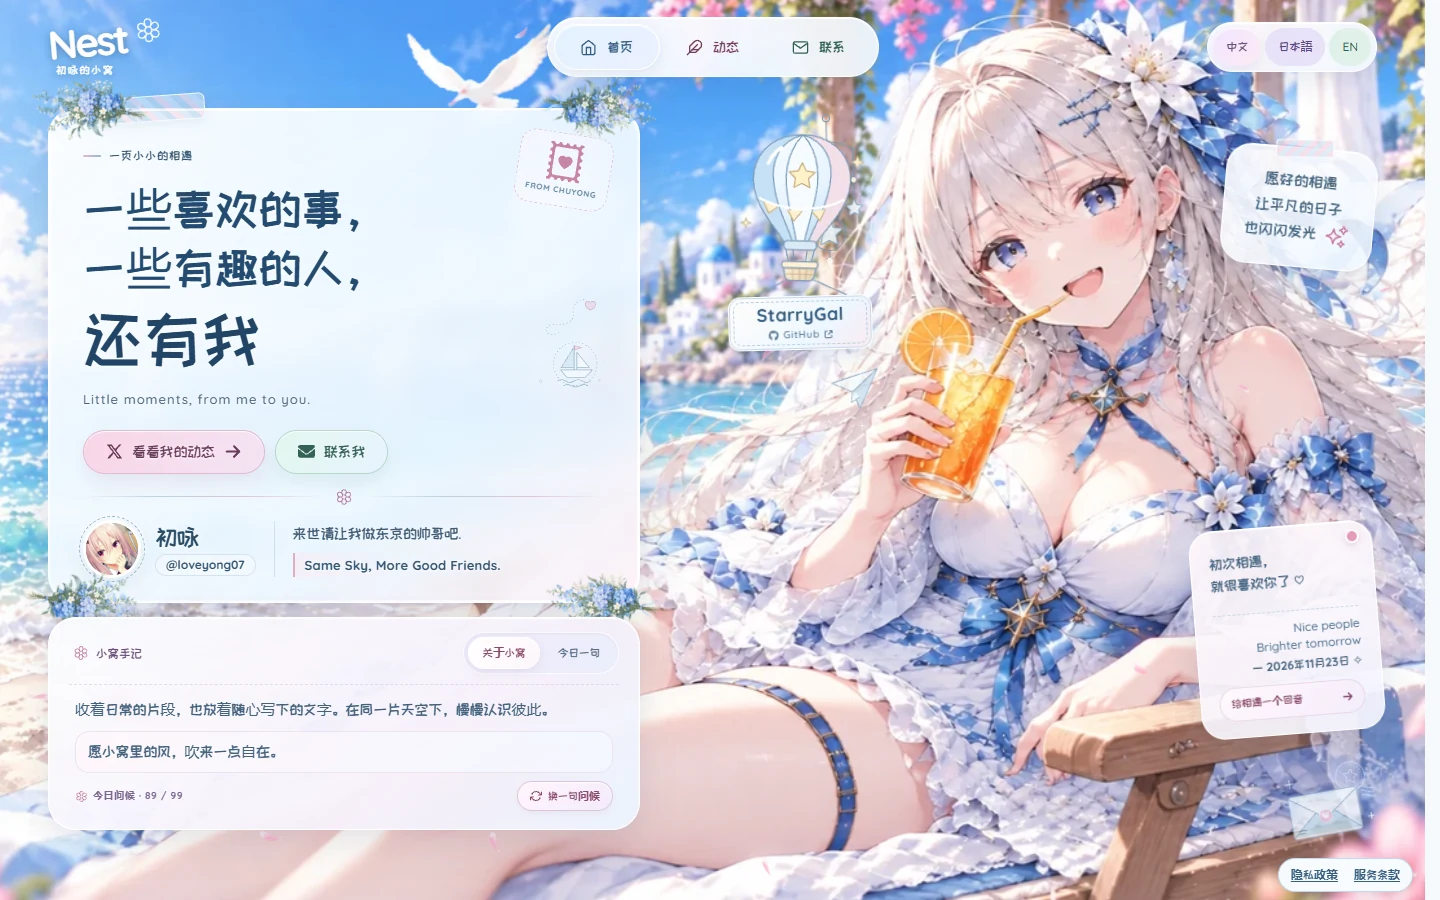 Nest
初咏的小窝
首页
动态
联系
中文
日本語
EN
一页小小的相遇
FROM CHUYONG
一些喜欢的事，
一些有趣的人，
还有我
Little moments, from me to you.
看看我的动态
联系我
初咏
@loveyong07
来世请让我做东京的帅哥吧.
Same Sky, More Good Friends.
StarryGal
GitHub
愿好的相遇
让平凡的日子
也闪闪发光
小窝手记
关于小窝
今日一句
收着日常的片段，也放着随心写下的文字。在同一片天空下，慢慢认识彼此。
愿小窝里的风，吹来一点自在。
今日问候 · 89 / 99
换一句问候
初次相遇，
就很喜欢你了 ♡
Nice people
Brighter tomorrow
— 2026年11月23日 ✧
给相遇一个回音
隐私政策
服务条款